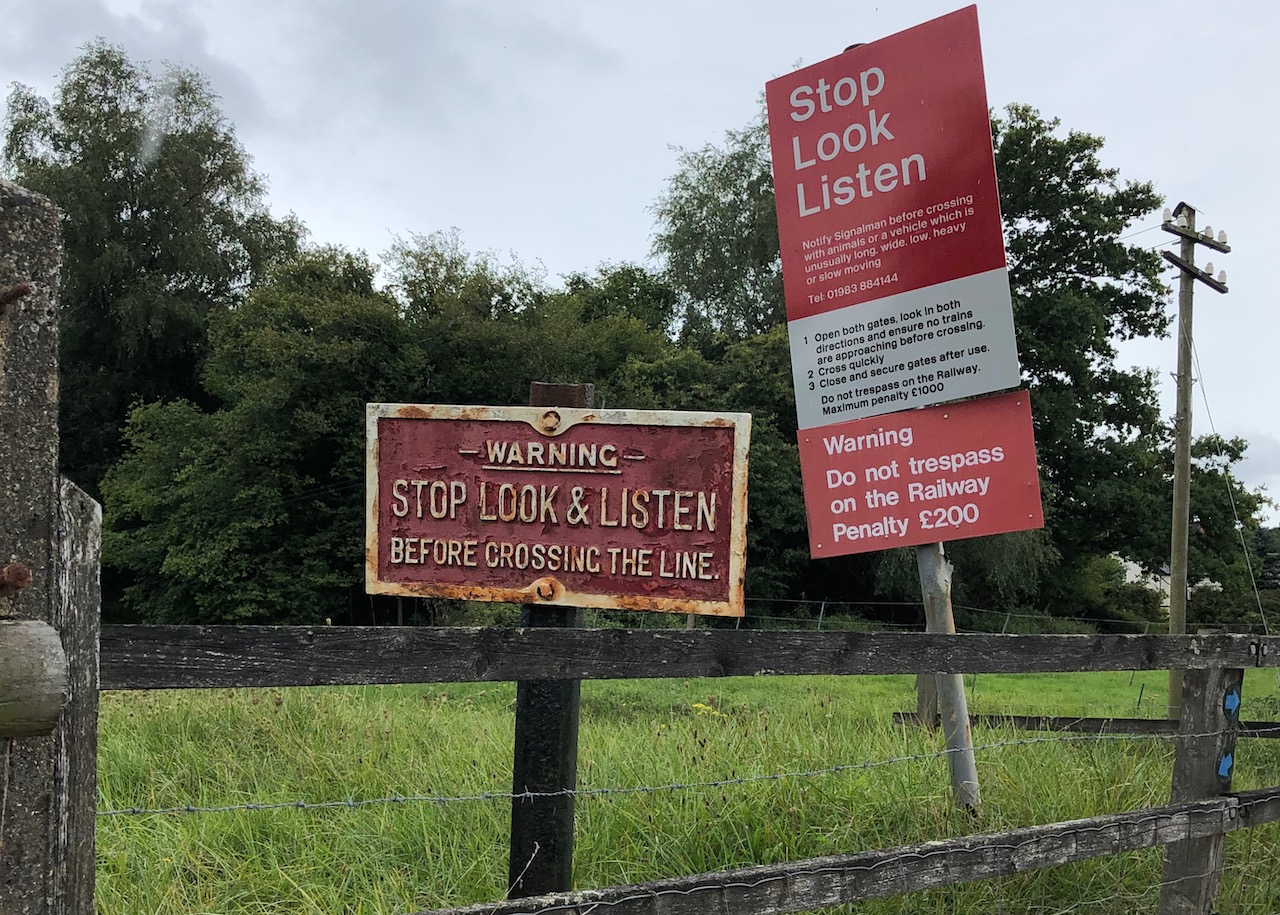 – WARNING –
STOP LOOK & LISTEN
BEFORE CROSSING THE LINE.
Stop
Look
Listen
Notify Signalman before crossing
with animals or a vehicle which is
unusually long, wide, low, heavy
or slow moving
Tel: 01983 884144
1 Open both gates, look in both
directions and ensure no trains
are approaching before crossing.
2 Cross quickly
3 Close and secure gates after use.
Do not trespass on the Railway.
Maximum penalty £1000
Warning
Do not trespass
on the Railway
Penalty £200